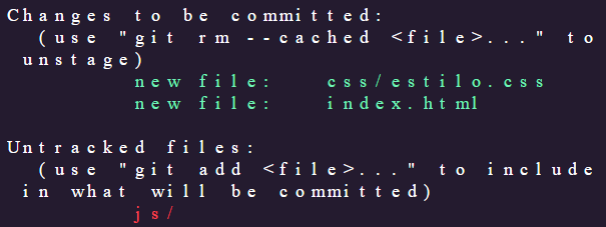 Changes to be committed:
(use "git rm --cached <file>..." to
unstage)
new file: css/estilo.css
new file: index.html
Untracked files:
(use "git add <file>..." to include
in what will be committed)
js/